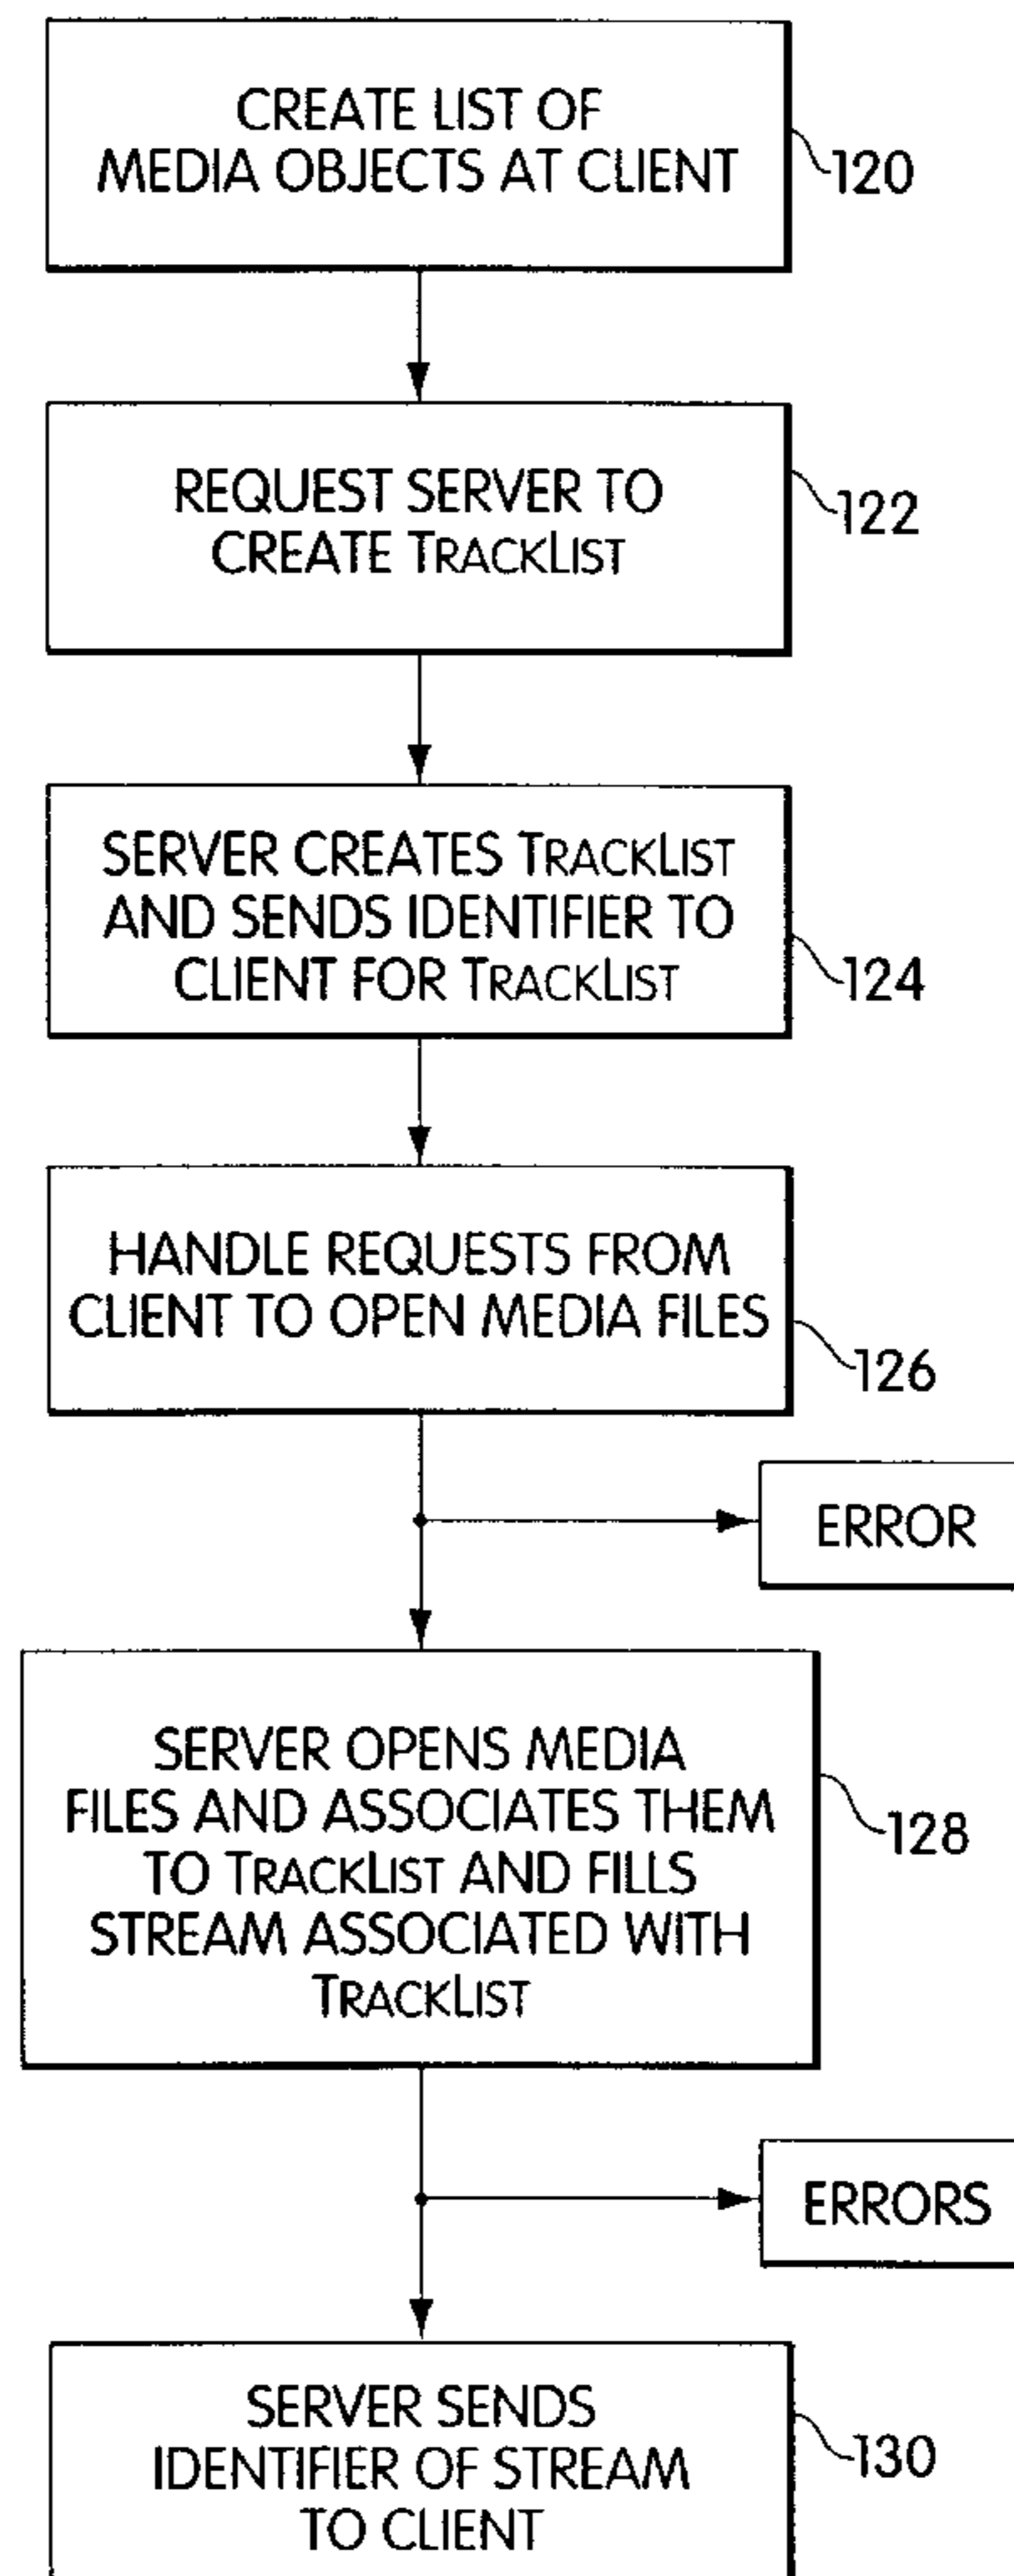 CREATE LIST OF
MEDIA OBJECTS AT CLIENT
120
REQUEST SERVER TO
CREATE TRACKLIST
122
SERVER CREATES TRACKLIST
AND SENDS IDENTIFIER TO
CLIENT FOR TRACKLIST
124
HANDLE REQUESTS FROM
CLIENT TO OPEN MEDIA FILES
126
ERROR
SERVER OPENS MEDIA
FILES AND ASSOCIATES THEM
TO TRACKLIST AND FILLS
STREAM ASSOCIATED WITH
TRACKLIST
128
ERRORS
SERVER SENDS
IDENTIFIER OF STREAM
TO CLIENT
130